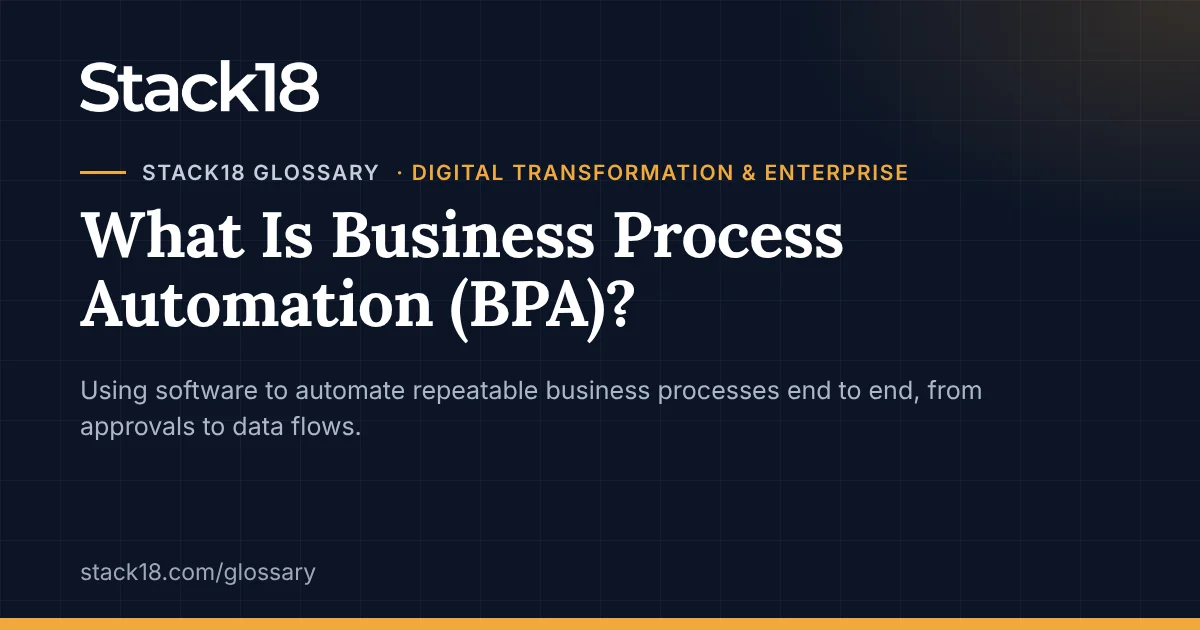 Stack18
STACK18 GLOSSARY · DIGITAL TRANSFORMATION & ENTERPRISE
What Is Business Process
Automation (BPA)?
Using software to automate repeatable business processes end to end, from
approvals to data flows.
stack18.com/glossary